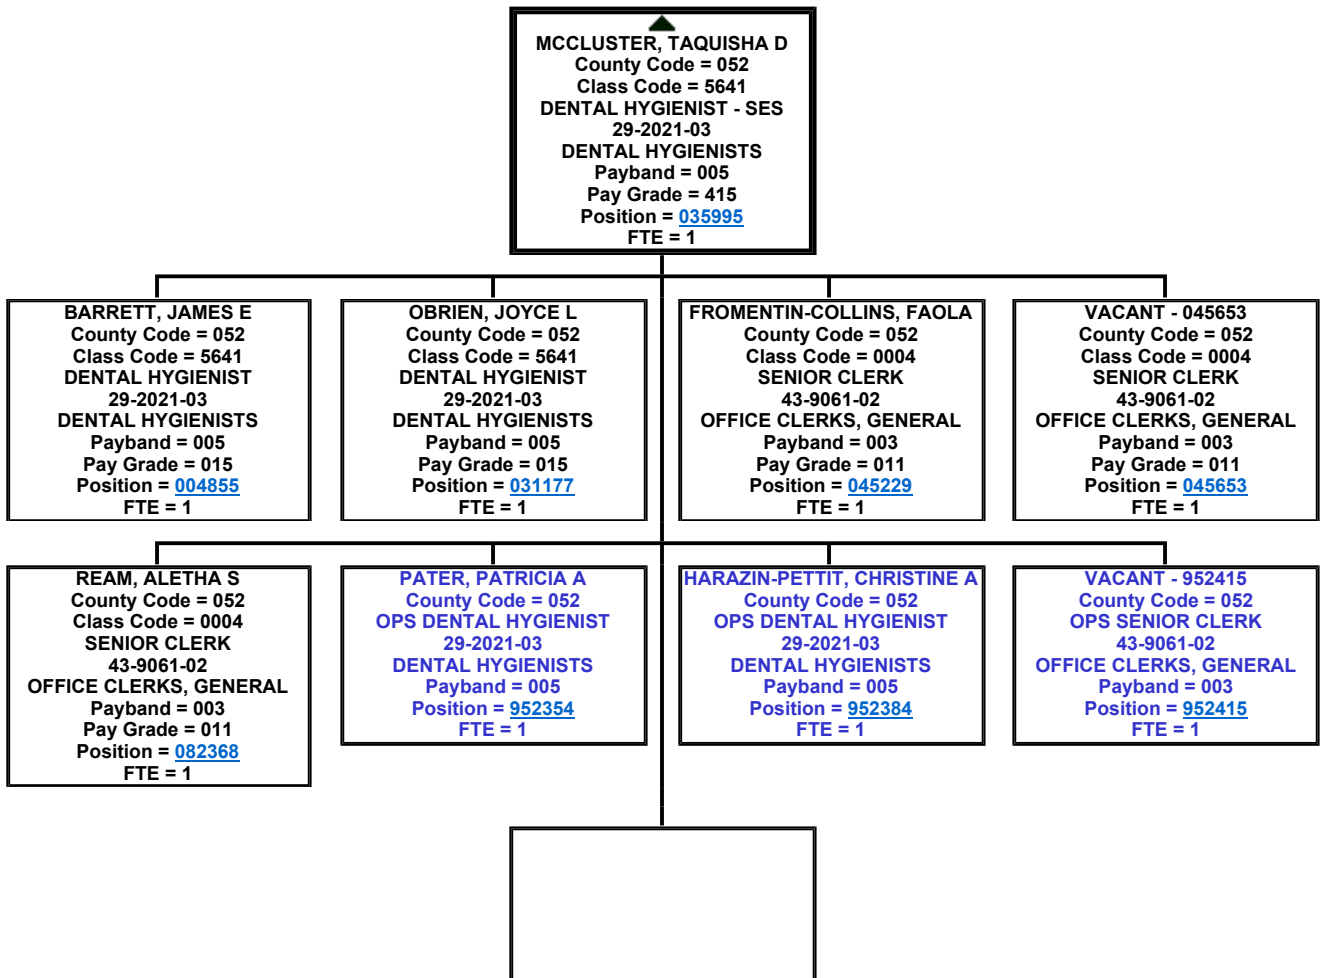 MCCLUSTER, TAQUISHA D
County Code = 052
Class Code = 5641
DENTAL HYGIENIST - SES
29-2021-03
DENTAL HYGIENISTS
Payband = 005
Pay Grade = 415
Position = 035995
FTE = 1
BARRETT, JAMES E
County Code = 052
Class Code = 5641
DENTAL HYGIENIST
29-2021-03
DENTAL HYGIENISTS
Payband = 005
Pay Grade = 015
Position = 004855
FTE = 1
OBRIEN, JOYCE L
County Code = 052
Class Code = 5641
DENTAL HYGIENIST
29-2021-03
DENTAL HYGIENISTS
Payband = 005
Pay Grade = 015
Position = 031177
FTE = 1
FROMENTIN-COLLINS, FAOLA
County Code = 052
Class Code = 0004
SENIOR CLERK
43-9061-02
OFFICE CLERKS, GENERAL
Payband = 003
Pay Grade = 011
Position = 045229
FTE = 1
VACANT - 045653
County Code = 052
Class Code = 0004
SENIOR CLERK
43-9061-02
OFFICE CLERKS, GENERAL
Payband = 003
Pay Grade = 011
Position = 045653
FTE = 1
REAM, ALETHA S
County Code = 052
Class Code = 0004
SENIOR CLERK
43-9061-02
OFFICE CLERKS, GENERAL
Payband = 003
Pay Grade = 011
Position = 082368
FTE = 1
PATER, PATRICIA A
County Code = 052
OPS DENTAL HYGIENIST
29-2021-03
DENTAL HYGIENISTS
Payband = 005
Position = 952354
FTE = 1
HARAZIN-PETTIT, CHRISTINE A
County Code = 052
OPS DENTAL HYGIENIST
29-2021-03
DENTAL HYGIENISTS
Payband = 005
Position = 952384
FTE = 1
VACANT - 952415
County Code = 052
OPS SENIOR CLERK
43-9061-02
OFFICE CLERKS, GENERAL
Payband = 003
Position = 952415
FTE = 1